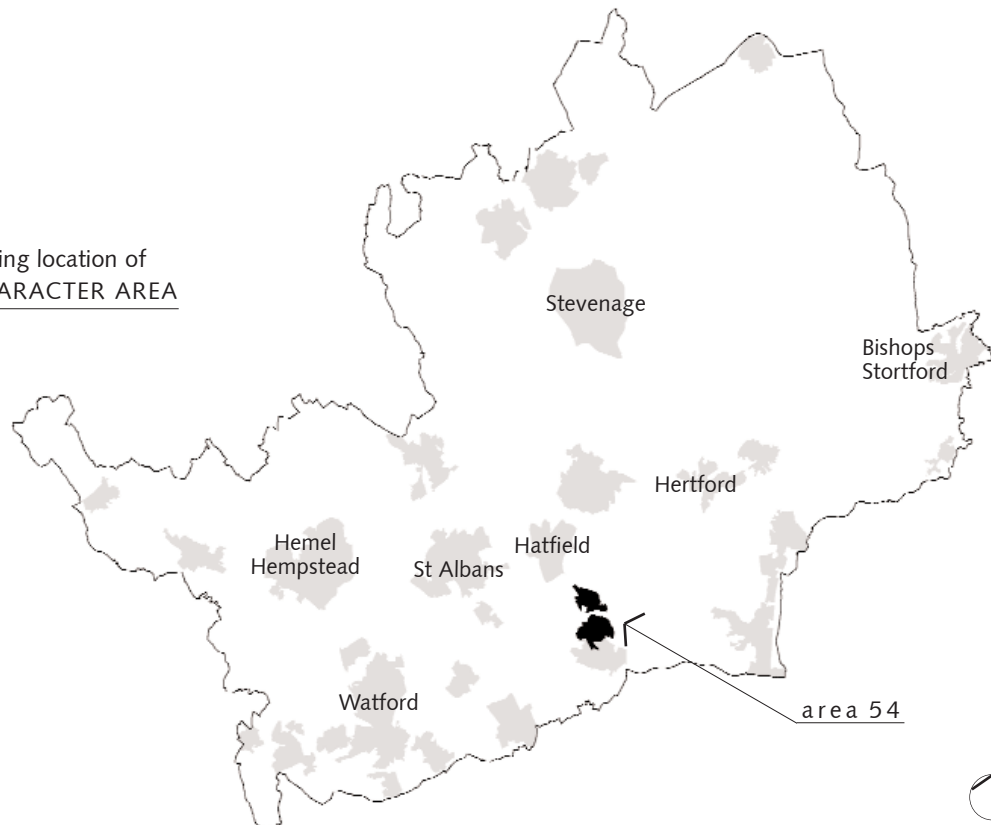 ing location of
ARACTER AREA
Stevenage
Bishops
Stortford
Hertford
Hemel
Hempstead
St Albans
Hatfield
Watford
area 54